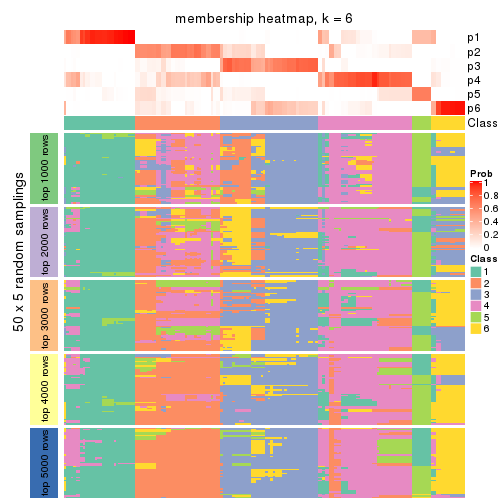 membership heatmap, k = 6
p1
p2
p3
p4
p5
p6
Class
50 x 5 random samplings
top 1000 rows
top 2000 rows
top 3000 rows
top 4000 rows
top 5000 rows
Prob
1
0.8
0.6
0.4
0.2
0
Class
1
2
3
4
5
6